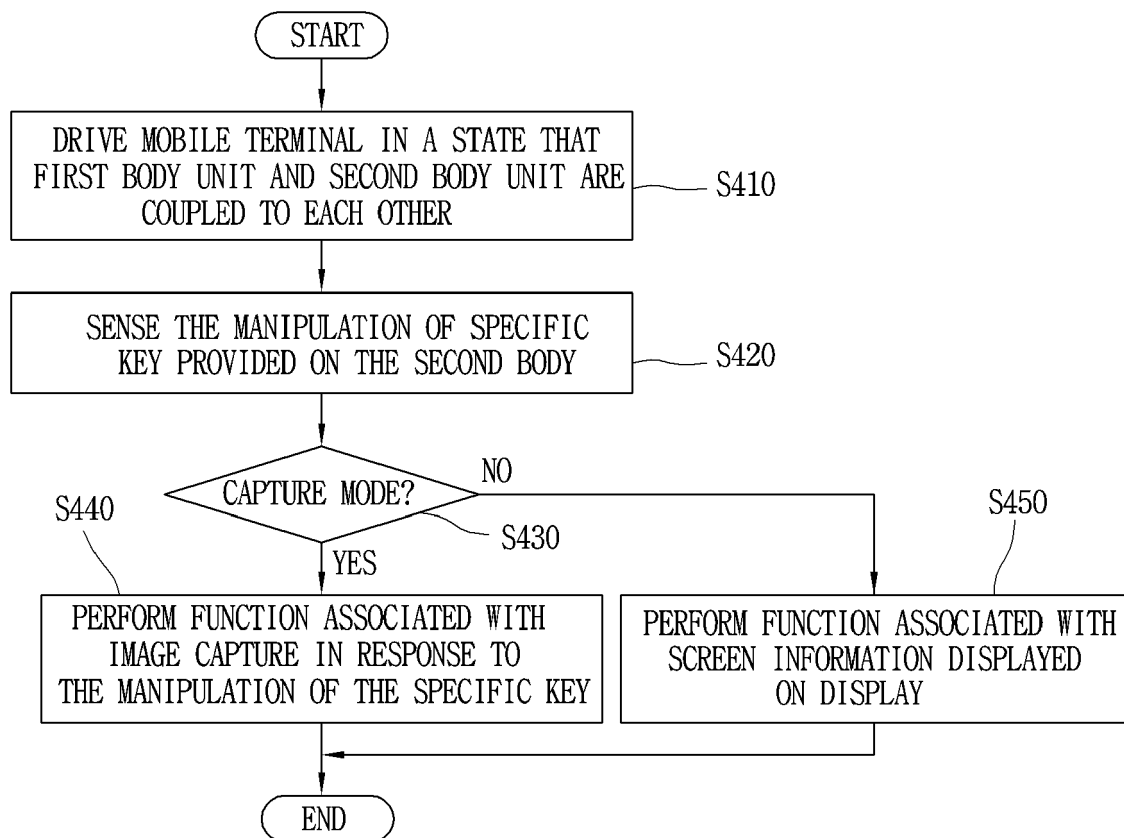 START
DRIVE MOBILE TERMINAL IN A STATE THAT
FIRST BODY UNIT AND SECOND BODY UNIT ARE
COUPLED TO EACH OTHER
S410
SENSE THE MANIPULATION OF SPECIFIC
KEY PROVIDED ON THE SECOND BODY
S420
CAPTURE MODE?
NO
S430
YES
S440
PERFORM FUNCTION ASSOCIATED WITH
IMAGE CAPTURE IN RESPONSE TO
THE MANIPULATION OF THE SPECIFIC KEY
S450
PERFORM FUNCTION ASSOCIATED WITH
SCREEN INFORMATION DISPLAYED
ON DISPLAY
END